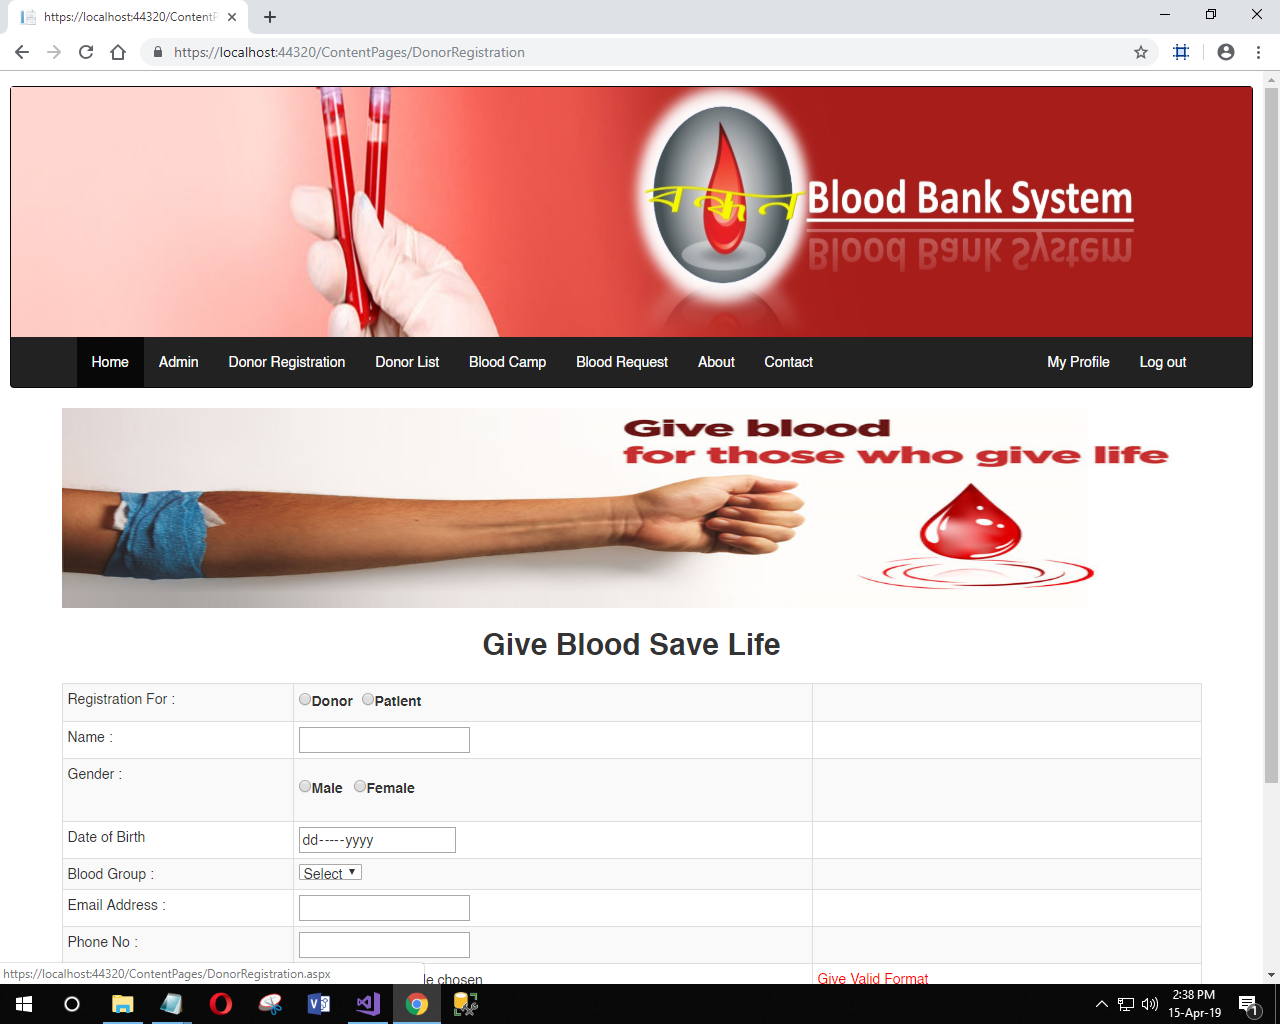 https://localhost:44320/ContentP
https://localhost:44320/ContentPages/DonorRegistration
বন্ধন
Blood Bank System
Home Admin Donor Registration Donor List Blood Camp Blood Request About Contact My Profile Log out
Give blood
for those who give life
Give Blood Save Life
Registration For : Donor Patient
Name :
Gender : Male Female
Date of Birth dd-----yyyy
Blood Group : Select
Email Address :
Phone No :
https://localhost:44320/ContentPages/DonorRegistration.aspx
le chosen Give Valid Format
2:38 PM
15-Apr-19
1